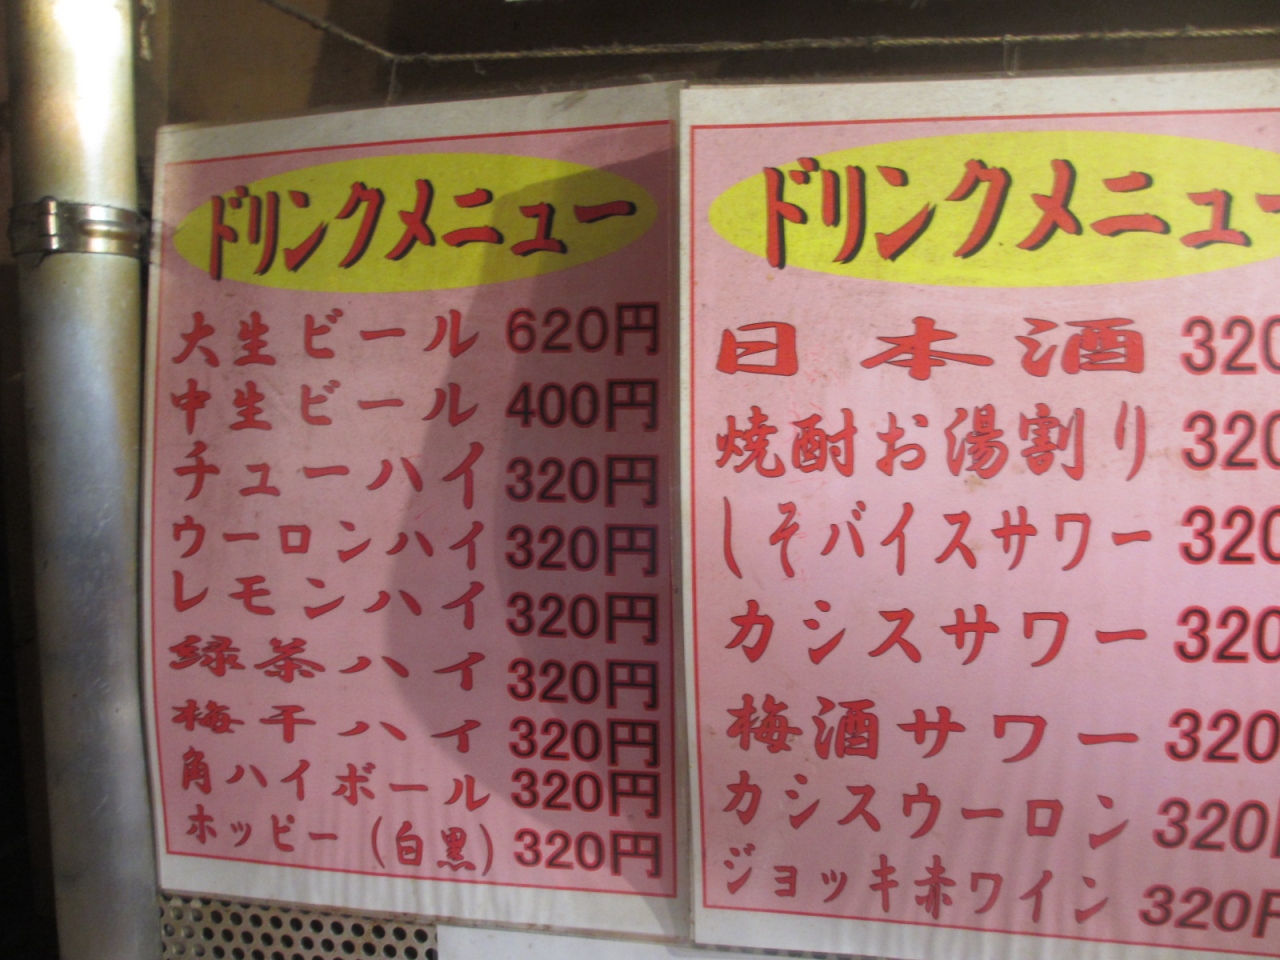 ドリンクメニュー
大生ビール 620円
中生ビール 400円
チューハイ 320円
ウーロンハイ 320円
レモンハイ 320円
緑茶ハイ 320円
梅干ハイ 320円
角ハイボール 320円
ホッピー(白黒) 320円
ドリンクメニュー
日本酒 320
焼酎お湯割り 320
しそバイスサワー 320
カシスサワー 320
梅酒サワー 320
カシスウーロン 320
ジョッキ赤ワイン 320円